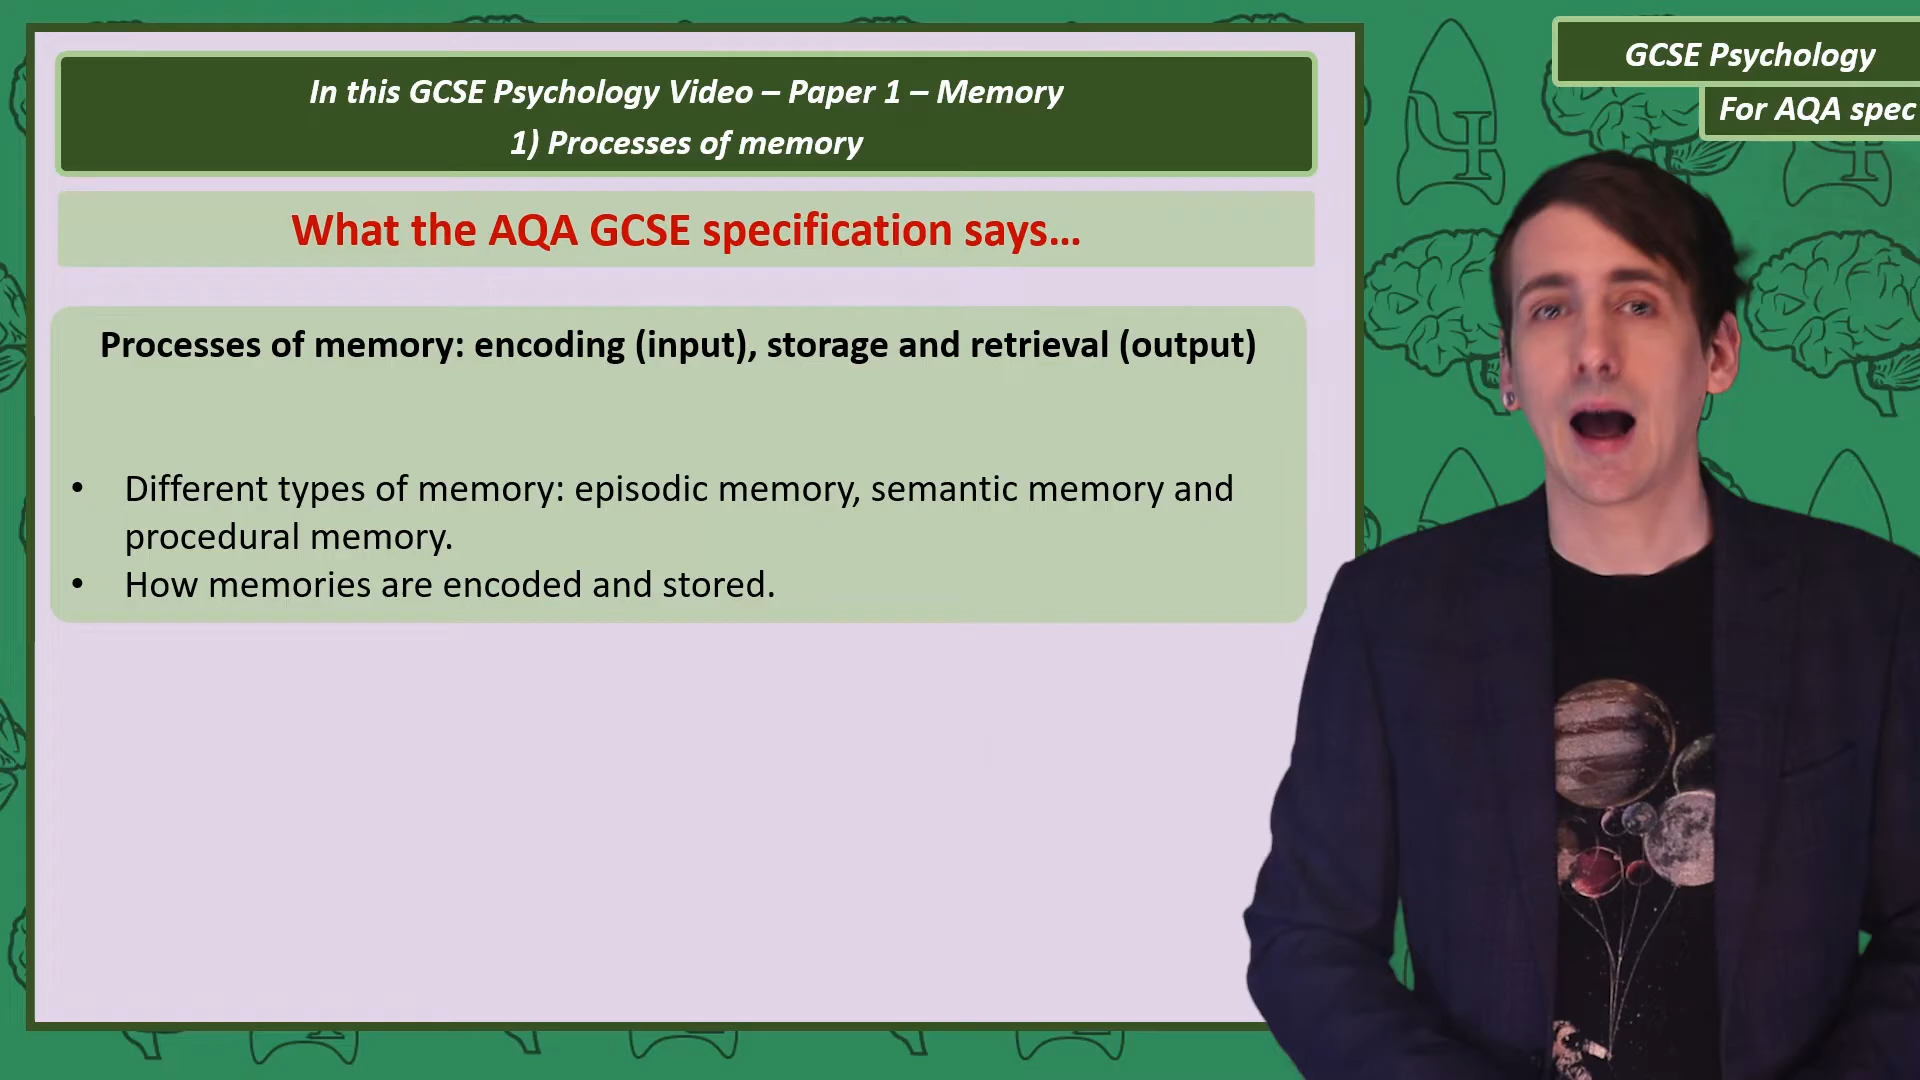 In this GCSE Psychology Video – Paper 1 – Memory
1) Processes of memory
GCSE Psychology
For AQA spec
What the AQA GCSE specification says...
Processes of memory: encoding (input), storage and retrieval (output)
• Different types of memory: episodic memory, semantic memory and
procedural memory.
• How memories are encoded and stored.